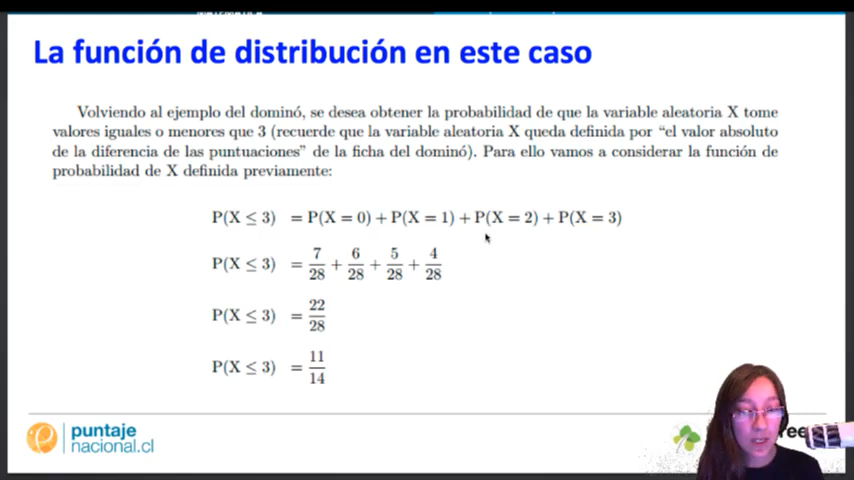 La función de distribución en este caso
Volviendo al ejemplo del dominó, se desea obtener la probabilidad de que la variable aleatoria X tome
valores iguales o menores que 3 (recuerde que la variable aleatoria X queda definida por “el valor absoluto
de la diferencia de las puntuaciones” de la ficha del dominó). Para ello vamos a considerar la función de
probabilidad de X definida previamente:
P(X ≤ 3) = P(X = 0) + P(X = 1) + P(X = 2) + P(X = 3)
P(X ≤ 3) = 7/28 + 6/28 + 5/28 + 4/28
P(X ≤ 3) = 22/28
P(X ≤ 3) = 11/14
puntaje
nacional.cl